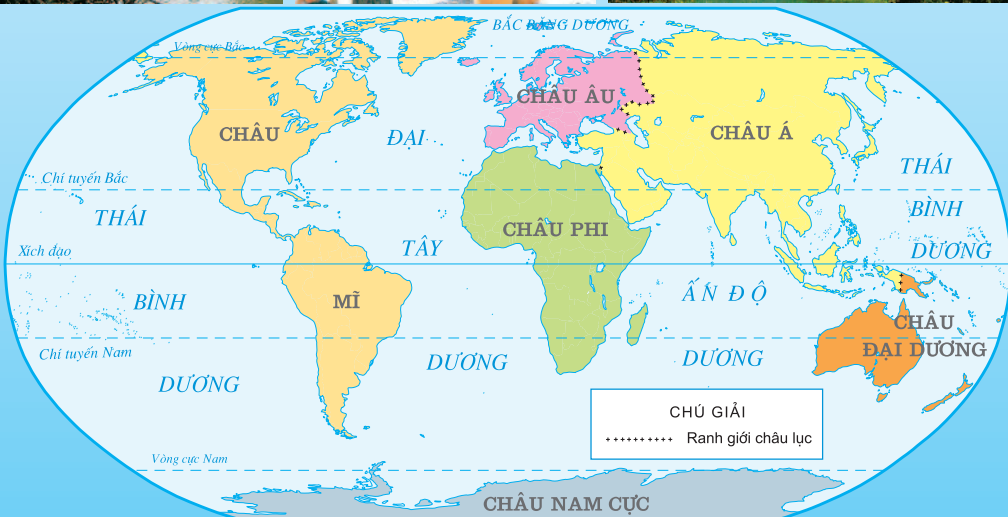 BẮC BĂNG DƯƠNG
Vòng cực Bắc
CHÂU ÂU
CHÂU
ĐẠI
CHÂU Á
THÁI
Chí tuyến Bắc
THÁI
BÌNH
CHÂU PHI
TÂY
DƯƠNG
Xích đạo
BÌNH
MĨ
ẤN ĐỘ
CHÂU
ĐẠI DƯƠNG
Chí tuyến Nam
DƯƠNG
DƯƠNG
DƯƠNG
CHÚ GIẢI
Ranh giới châu lục
Vòng cực Nam
CHÂU NAM CỰC